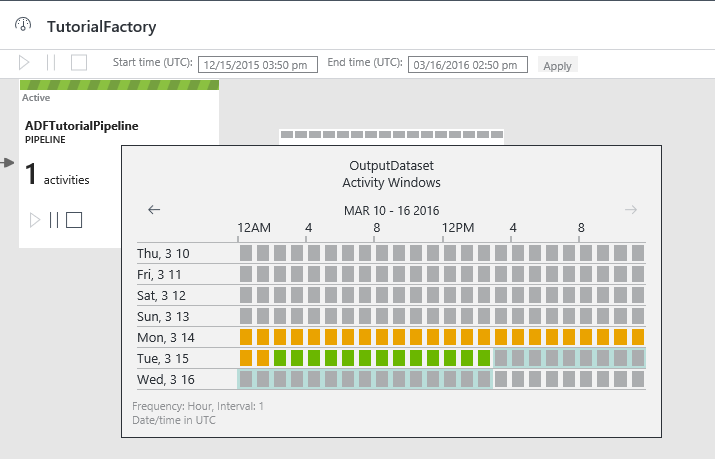 TutorialFactory
Start time (UTC): 12/15/2015 03:50 pm End time (UTC): 03/16/2016 02:50 pm Apply
Active
ADFTutorialPipeline
PIPELINE
1 activities
OutputDataset
Activity Windows
MAR 10 - 16 2016
12AM 4 8 12PM 4 8
Thu, 3 10
Fri, 3 11
Sat, 3 12
Sun, 3 13
Mon, 3 14
Tue, 3 15
Wed, 3 16
Frequency: Hour, Interval: 1
Date/time in UTC